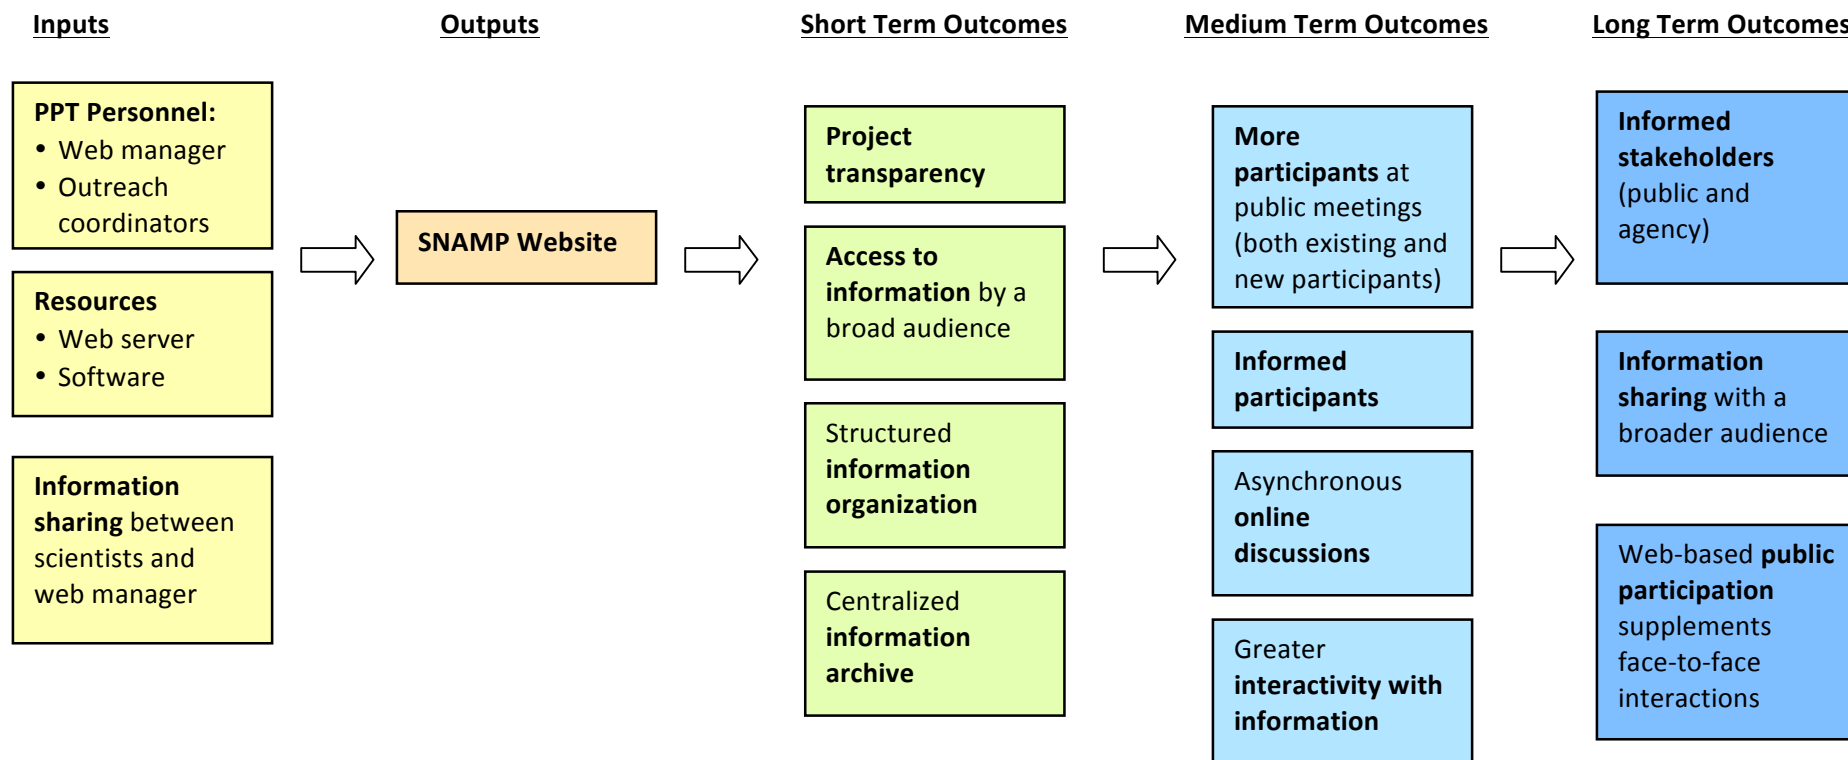 Inputs
Outputs
Short Term Outcomes
Medium Term Outcomes
Long Term Outcomes
PPT Personnel:
• Web manager
• Outreach
coordinators
Resources
• Web server
• Software
Information
sharing between
scientists and
web manager
SNAMP Website
Project
transparency
Access to
information by a
broad audience
Structured
information
organization
Centralized
information
archive
More
participants at
public meetings
(both existing and
new participants)
Informed
participants
Asynchronous
online
discussions
Greater
interactivity with
information
Informed
stakeholders
(public and
agency)
Information
sharing with a
broader audience
Web-based public
participation
supplements
face-to-face
interactions